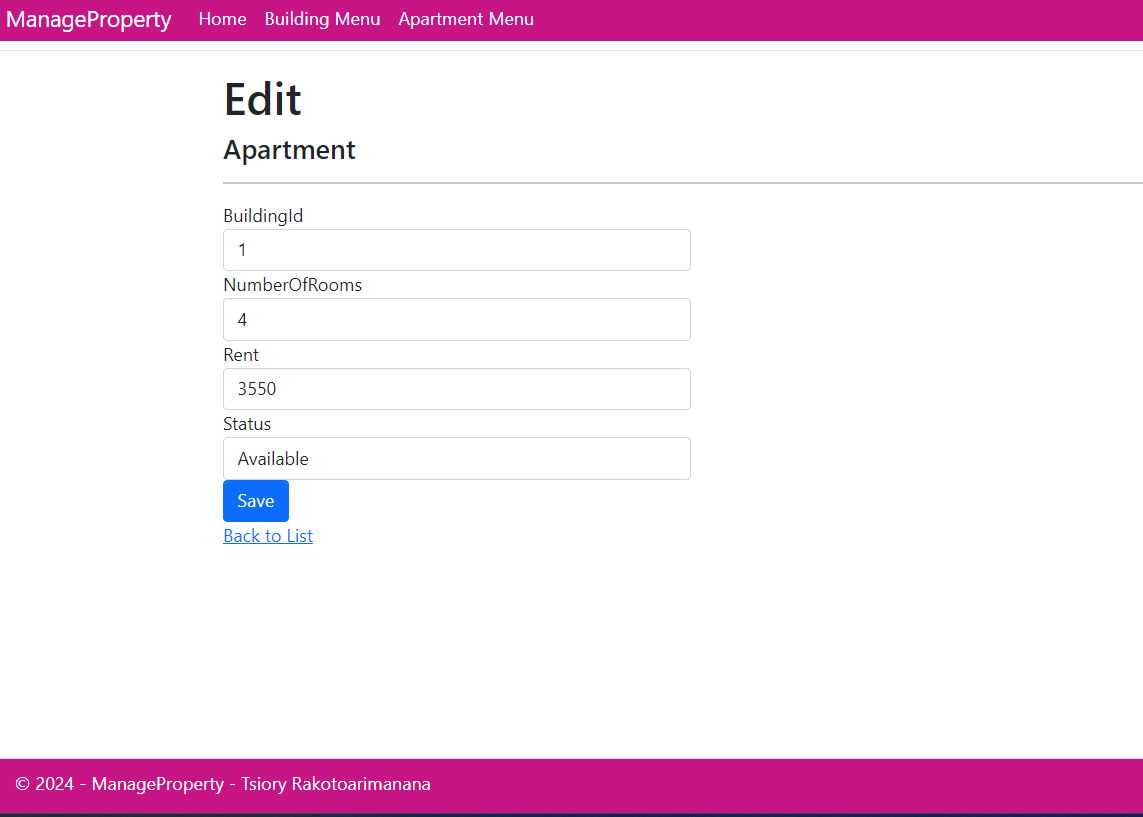 ManageProperty Home Building Menu Apartment Menu
Edit
Apartment
BuildingId
1
NumberOfRooms
4
Rent
3550
Status
Available
Save
Back to List
© 2024 - ManageProperty - Tsiory Rakotoarimanana